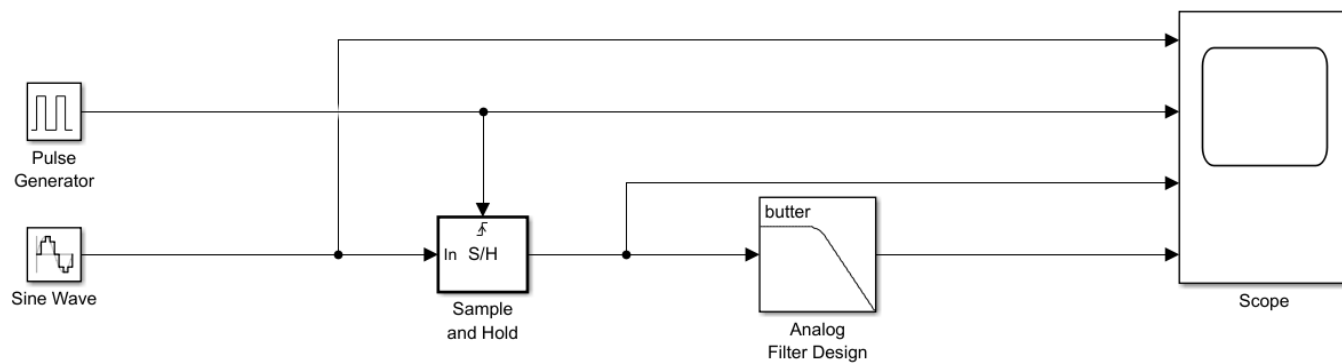 Pulse
Generator
Sine Wave
In S/H
Sample
and Hold
butter
Analog
Filter Design
Scope